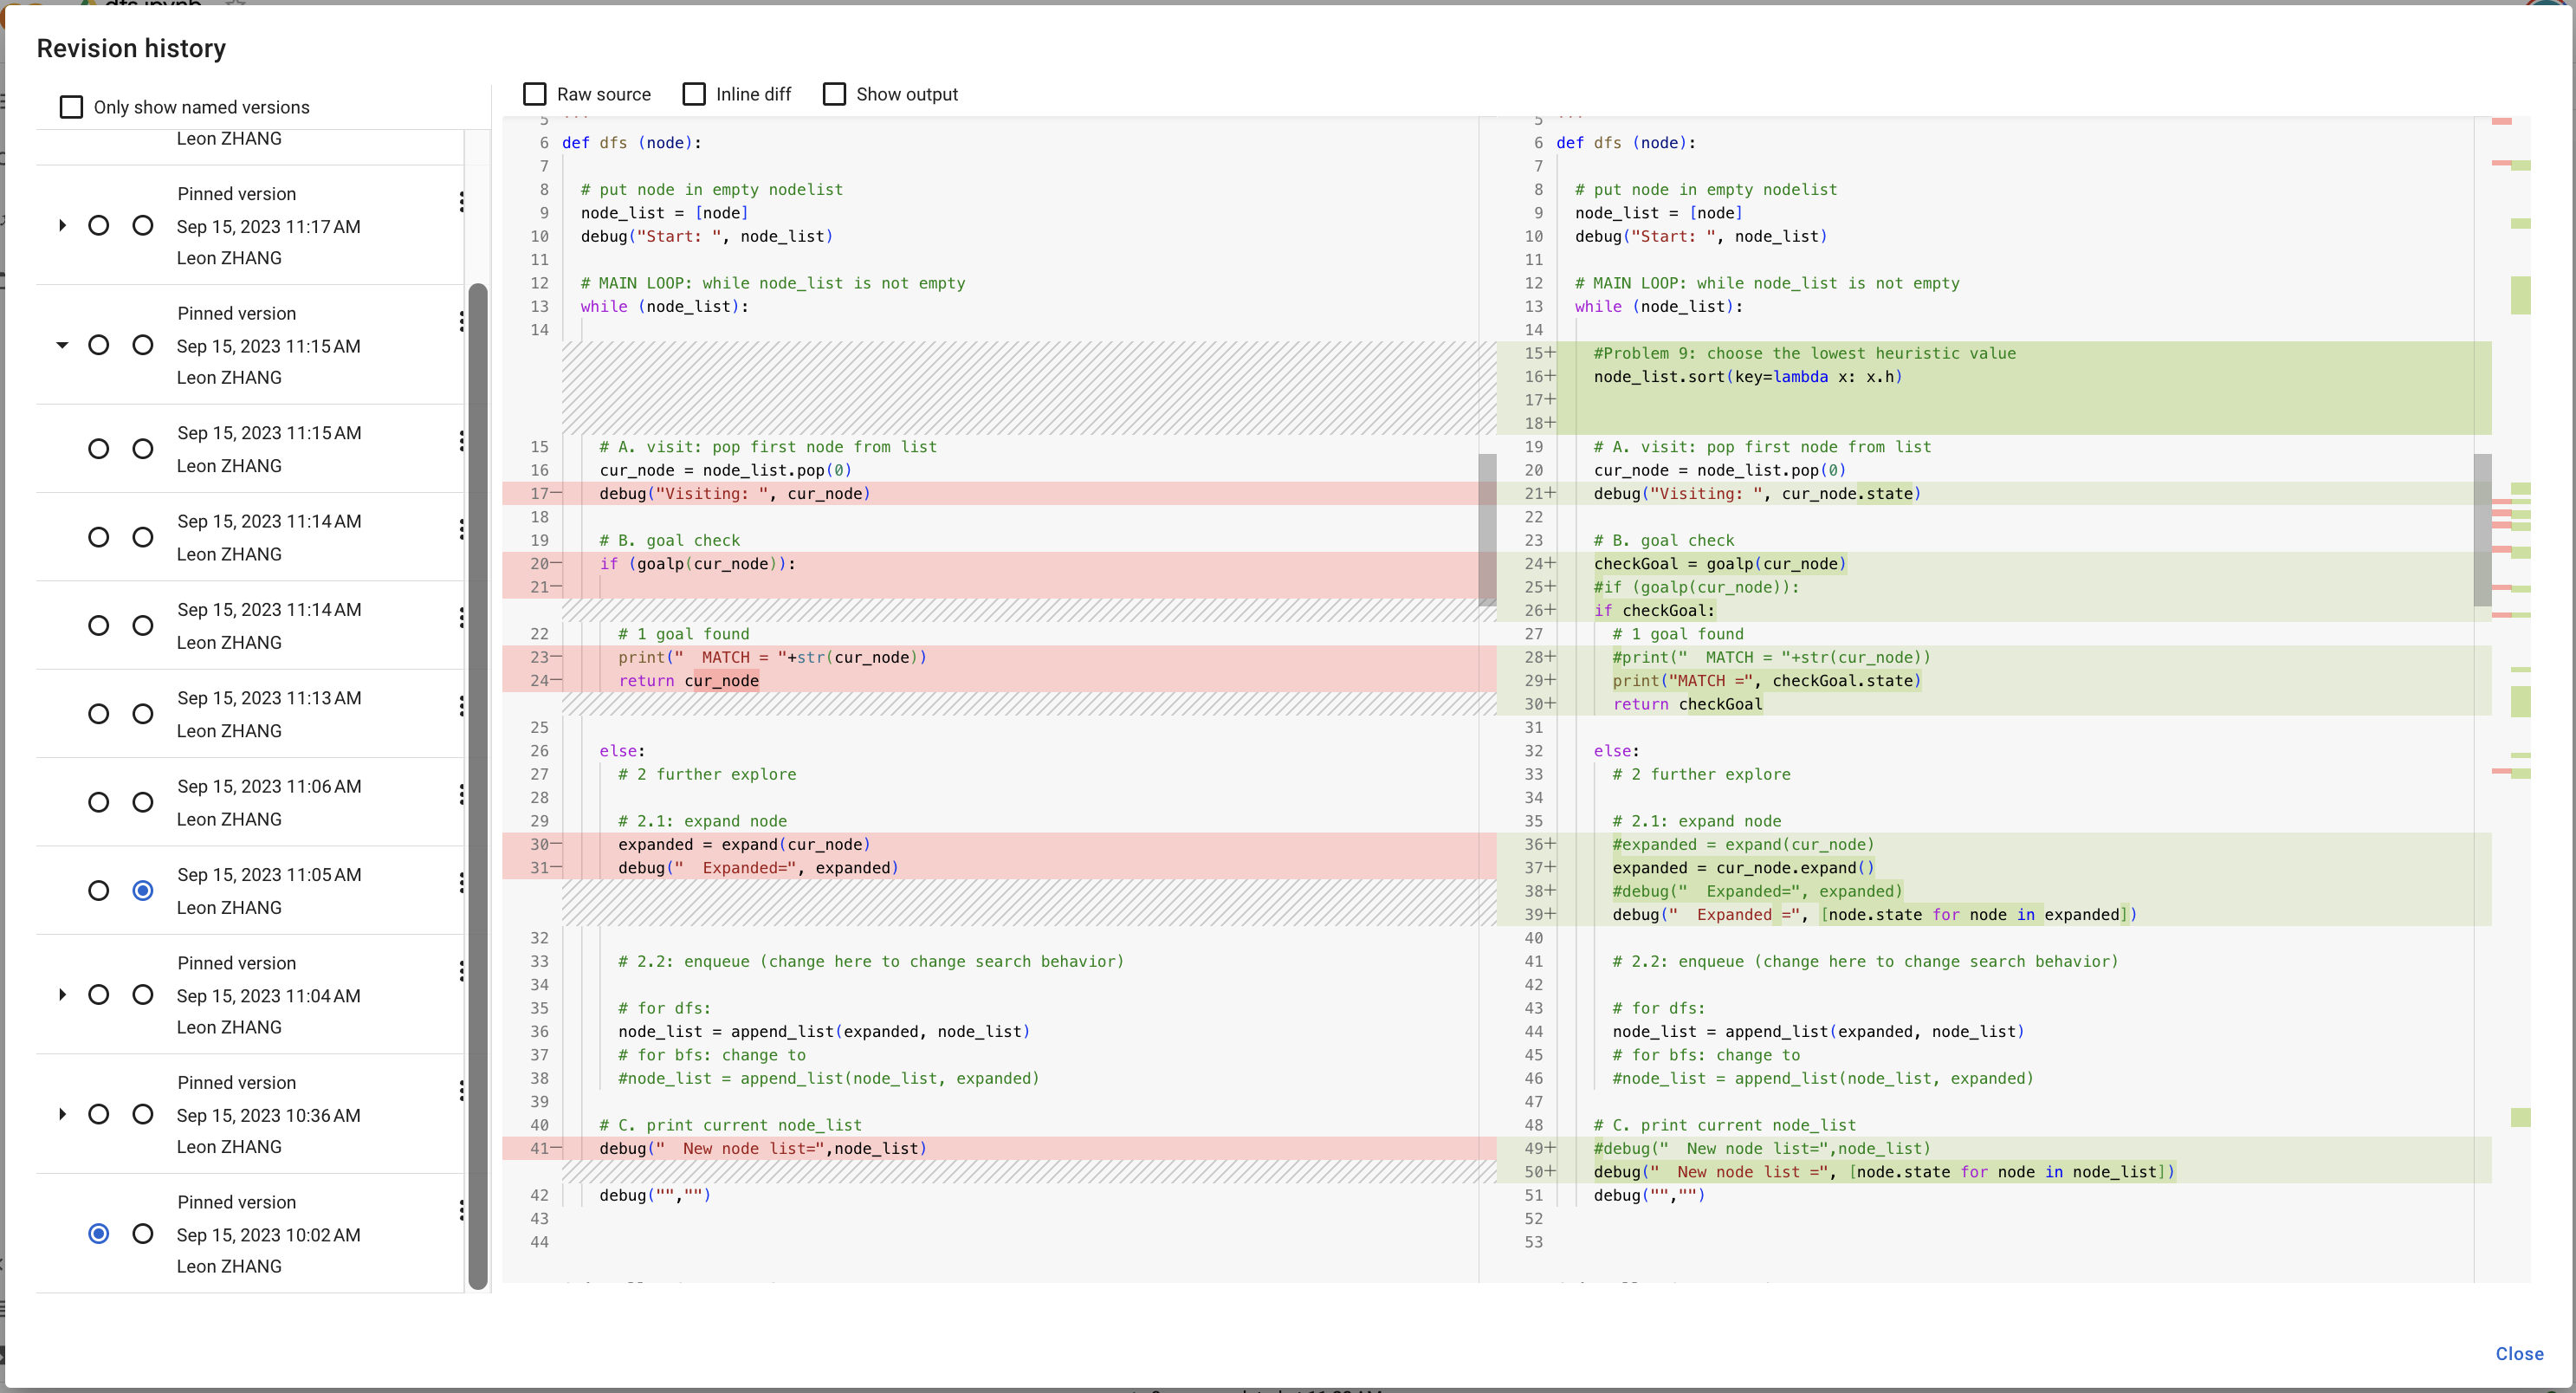 dfs.ipynb
Revision history
Only show named versions
Leon ZHANG
Pinned version
Sep 15, 2023 11:17 AM
Leon ZHANG
Pinned version
Sep 15, 2023 11:15 AM
Leon ZHANG
Sep 15, 2023 11:15 AM
Leon ZHANG
Sep 15, 2023 11:14 AM
Leon ZHANG
Sep 15, 2023 11:14 AM
Leon ZHANG
Sep 15, 2023 11:13 AM
Leon ZHANG
Sep 15, 2023 11:06 AM
Leon ZHANG
Sep 15, 2023 11:05 AM
Leon ZHANG
Pinned version
Sep 15, 2023 11:04 AM
Leon ZHANG
Pinned version
Sep 15, 2023 10:36 AM
Leon ZHANG
Pinned version
Sep 15, 2023 10:02 AM
Leon ZHANG
Raw source Inline diff Show output
5
6 def dfs (node):
7
8 # put node in empty nodelist
9 node_list = [node]
10 debug("Start: ", node_list)
11
12 # MAIN LOOP: while node_list is not empty
13 while (node_list):
14
15 # A. visit: pop first node from list
16 cur_node = node_list.pop(0)
17− debug("Visiting: ", cur_node)
18
19 # B. goal check
20− if (goalp(cur_node)):
21−
22 # 1 goal found
23− print("  MATCH = "+str(cur_node))
24− return cur_node
25
26 else:
27 # 2 further explore
28
29 # 2.1: expand node
30− expanded = expand(cur_node)
31− debug("  Expanded=", expanded)
32
33 # 2.2: enqueue (change here to change search behavior)
34
35 # for dfs:
36 node_list = append_list(expanded, node_list)
37 # for bfs: change to
38 #node_list = append_list(node_list, expanded)
39
40 # C. print current node_list
41− debug("  New node list=",node_list)
42 debug("","")
43
44
5
6 def dfs (node):
7
8 # put node in empty nodelist
9 node_list = [node]
10 debug("Start: ", node_list)
11
12 # MAIN LOOP: while node_list is not empty
13 while (node_list):
14
15+ #Problem 9: choose the lowest heuristic value
16+ node_list.sort(key=lambda x: x.h)
17+
18+
19 # A. visit: pop first node from list
20 cur_node = node_list.pop(0)
21+ debug("Visiting: ", cur_node.state)
22
23 # B. goal check
24+ checkGoal = goalp(cur_node)
25+ #if (goalp(cur_node)):
26+ if checkGoal:
27 # 1 goal found
28+ #print("  MATCH = "+str(cur_node))
29+ print("MATCH =", checkGoal.state)
30+ return checkGoal
31
32 else:
33 # 2 further explore
34
35 # 2.1: expand node
36+ #expanded = expand(cur_node)
37+ expanded = cur_node.expand()
38+ #debug("  Expanded=", expanded)
39+ debug("  Expanded =", [node.state for node in expanded])
40
41 # 2.2: enqueue (change here to change search behavior)
42
43 # for dfs:
44 node_list = append_list(expanded, node_list)
45 # for bfs: change to
46 #node_list = append_list(node_list, expanded)
47
48 # C. print current node_list
49+ #debug("  New node list=",node_list)
50+ debug("  New node list =", [node.state for node in node_list])
51 debug("","")
52
53
Close